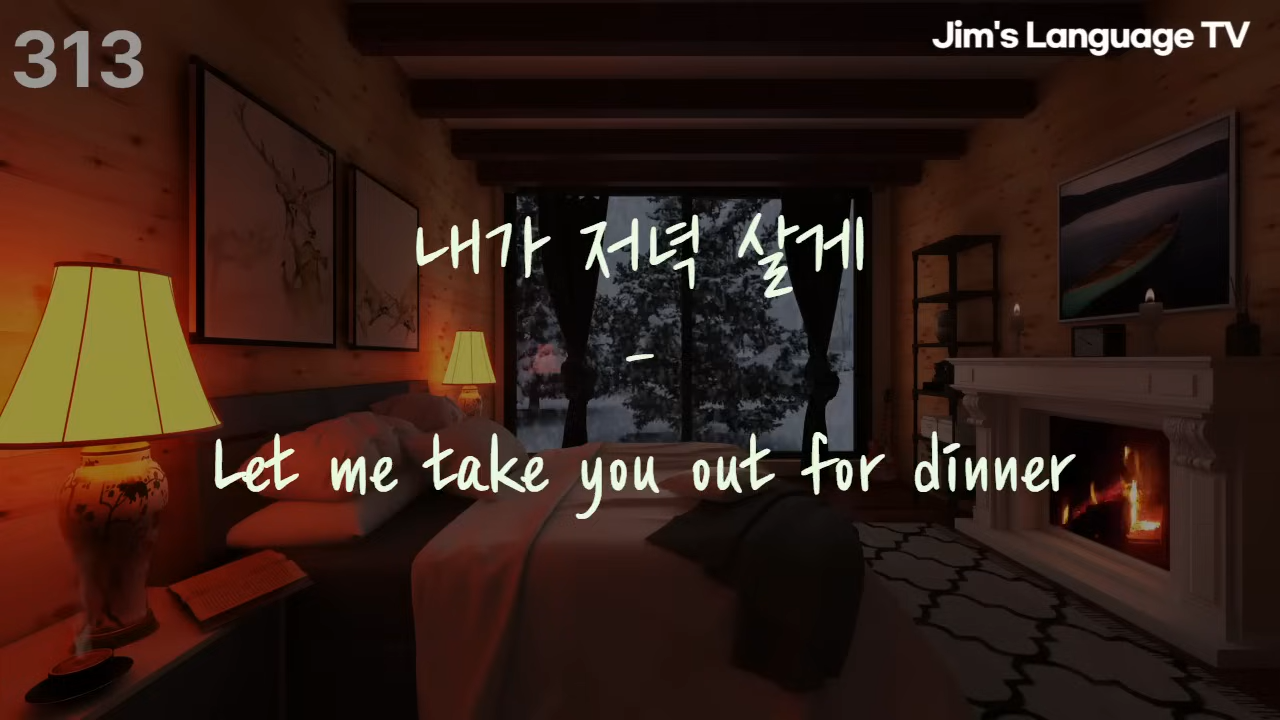 313
Jim's Language TV
내가 저녁 살게
-
Let me take you out for dinner